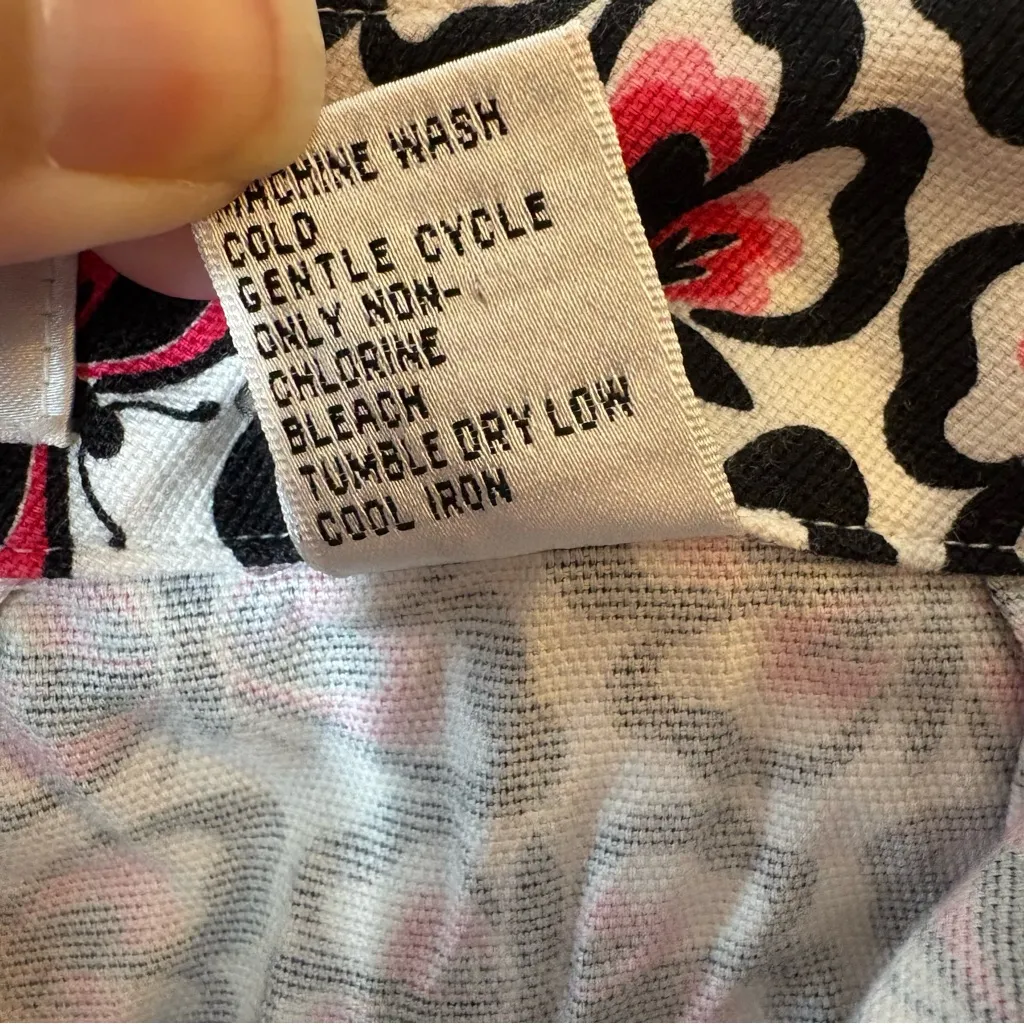 MACHINE WASH
COLD
GENTLE CYCLE
ONLY NON-
CHLORINE
BLEACH
TUMBLE DRY LOW
COOL IRON